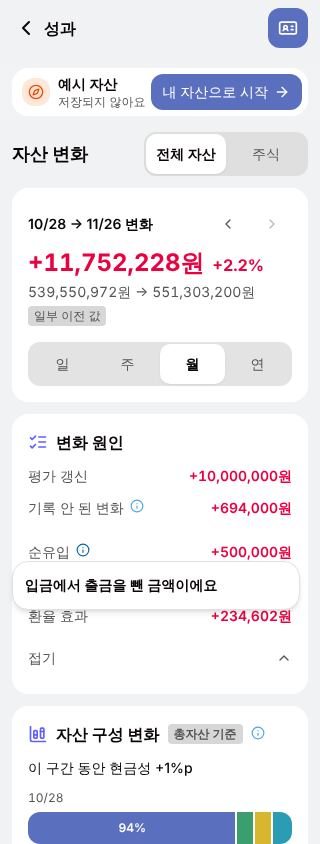 성과
예시 자산
저장되지 않아요
내 자산으로 시작 →
자산 변화
전체 자산
주식
10/28 → 11/26 변화
+11,752,228원 +2.2%
539,550,972원 → 551,303,200원
일부 이전 값
일
주
월
연
변화 원인
평가 갱신 +10,000,000원
기록 안 된 변화 +694,000원
순유입 +500,000원
입금에서 출금을 뺀 금액이에요
환율 효과 +234,602원
접기
자산 구성 변화 총자산 기준
이 구간 동안 현금성 +1%p
10/28
94%